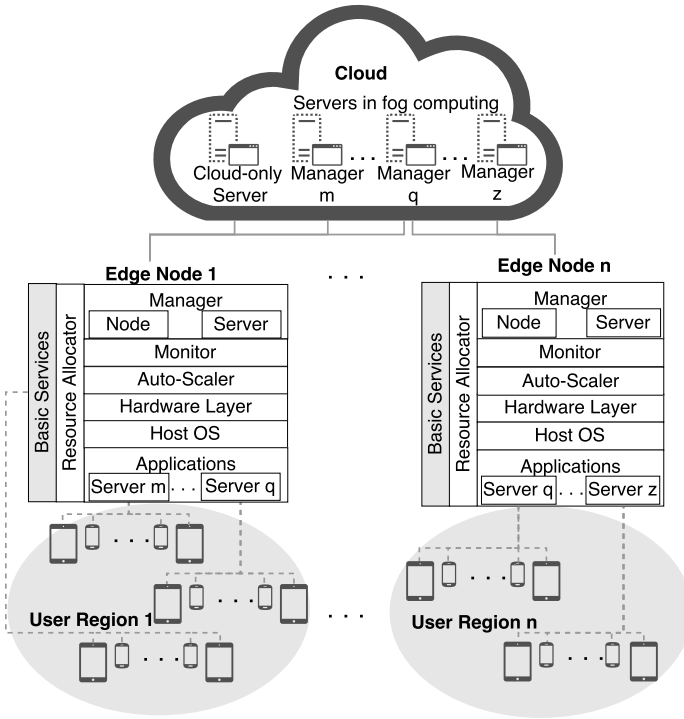 Cloud
Servers in fog computing
Cloud-only
Server
Manager
m
. . .
Manager
q
. . .
Manager
z
Edge Node 1
. . .
Edge Node n
Basic Services
Resource Allocator
Manager
Node
Server
Monitor
Auto-Scaler
Hardware Layer
Host OS
Applications
Server m
. . .
Server q
Basic Services
Resource Allocator
Manager
Node
Server
Monitor
Auto-Scaler
Hardware Layer
Host OS
Applications
Server q
. . .
Server z
. . .
. . .
User Region 1
. . .
. . .
. . .
User Region n
. . .